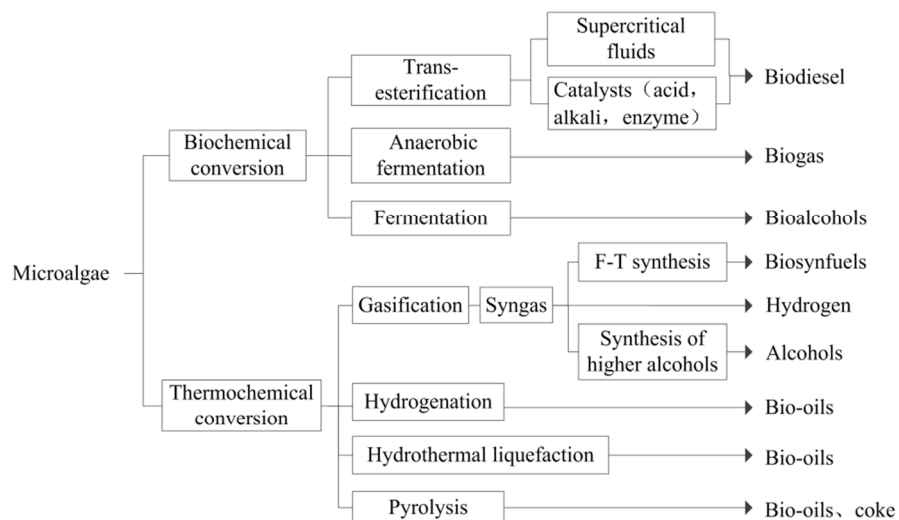 Supercritical
fluids
Trans-
esterification
Catalysts（acid，
alkali，enzyme）
Biodiesel
Biochemical
conversion
Anaerobic
fermentation
Biogas
Fermentation
Bioalcohols
Microalgae
F-T synthesis
Biosynfuels
Gasification
Syngas
Hydrogen
Synthesis of
higher alcohols
Alcohols
Thermochemical
conversion
Hydrogenation
Bio-oils
Hydrothermal liquefaction
Bio-oils
Pyrolysis
Bio-oils、coke